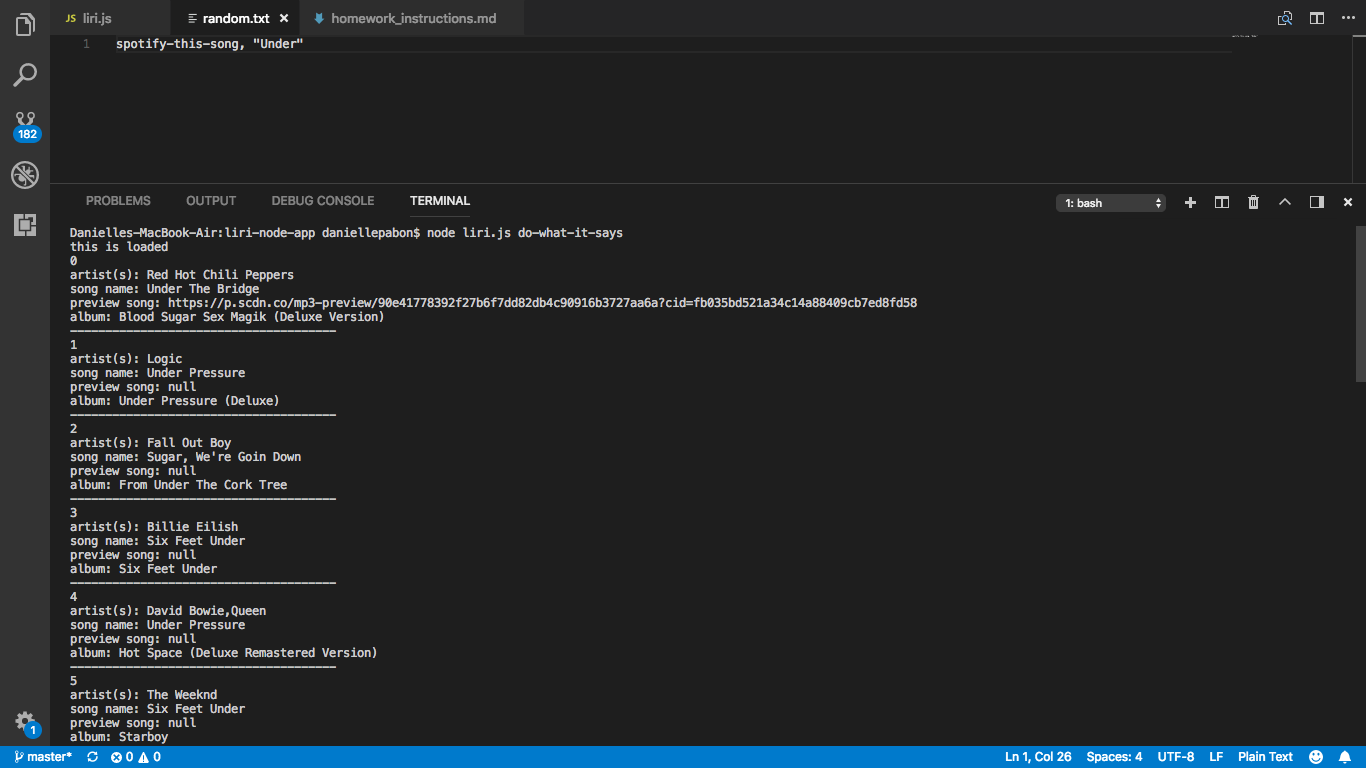 JS liri.js random.txt × homework_instructions.md
1 spotify-this-song, "Under"
182
PROBLEMS OUTPUT DEBUG CONSOLE TERMINAL 1: bash
Danielles-MacBook-Air:liri-node-app daniellepabon$ node liri.js do-what-it-says
this is loaded
0
artist(s): Red Hot Chili Peppers
song name: Under The Bridge
preview song: https://p.scdn.co/mp3-preview/90e41778392f27b6f7dd82db4c90916b3727aa6a?cid=fb035bd521a34c14a88409cb7ed8fd58
album: Blood Sugar Sex Magik (Deluxe Version)
--------------------------------------
1
artist(s): Logic
song name: Under Pressure
preview song: null
album: Under Pressure (Deluxe)
--------------------------------------
2
artist(s): Fall Out Boy
song name: Sugar, We're Goin Down
preview song: null
album: From Under The Cork Tree
--------------------------------------
3
artist(s): Billie Eilish
song name: Six Feet Under
preview song: null
album: Six Feet Under
--------------------------------------
4
artist(s): David Bowie,Queen
song name: Under Pressure
preview song: null
album: Hot Space (Deluxe Remastered Version)
--------------------------------------
5
artist(s): The Weeknd
song name: Six Feet Under
preview song: null
album: Starboy
1
master* 0 0 Ln 1, Col 26 Spaces: 4 UTF-8 LF Plain Text